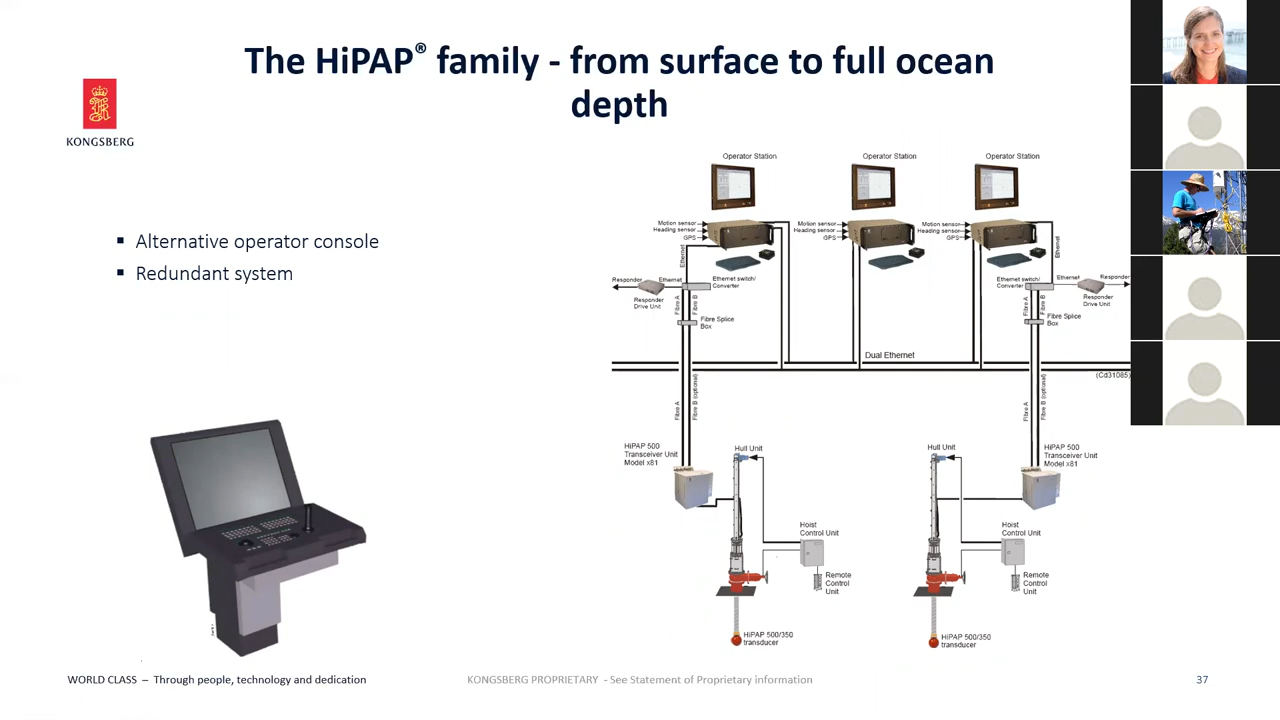 The HiPAP® family - from surface to full ocean
depth
KONGSBERG
▪ Alternative operator console
▪ Redundant system
Operator Station
Operator Station
Operator Station
Motion sensor
Heading sensor
GPS
Motion sensor
Heading sensor
GPS
Motion sensor
Heading sensor
GPS
Ethernet
Ethernet
Responder
Ethernet
Ethernet switch/
Converter
Responder
Drive Unit
Ethernet switch/
Converter
Ethernet
Responder
Responder
Drive Unit
Fibre A
Fibre B
Fibre Splice
Box
Fibre A
Fibre B
Fibre Splice
Box
Dual Ethernet
(Cd31085)
Fibre A
Fibre B (optional)
Fibre A
Fibre B (optional)
HiPAP 500
Transceiver Unit
Model x81
Hull Unit
Hull Unit
HiPAP 500
Transceiver Unit
Model x81
Hoist
Control Unit
Hoist
Control Unit
Remote
Control
Unit
Remote
Control
Unit
HiPAP 500/350
transducer
HiPAP 500/350
transducer
WORLD CLASS – Through people, technology and dedication
KONGSBERG PROPRIETARY - See Statement of Proprietary information
37